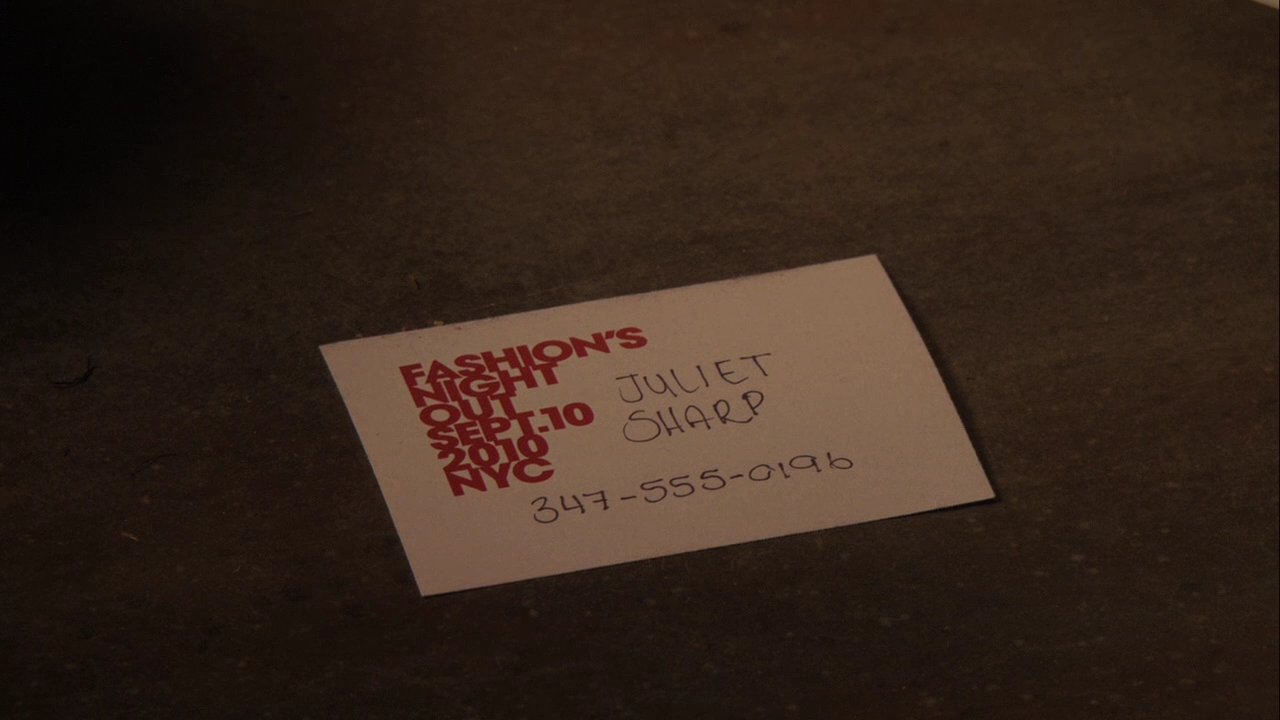 FASHION'S
NIGHT
OUT
SEPT.10
2010
NYC
JULIET
SHARP
347-555-0196